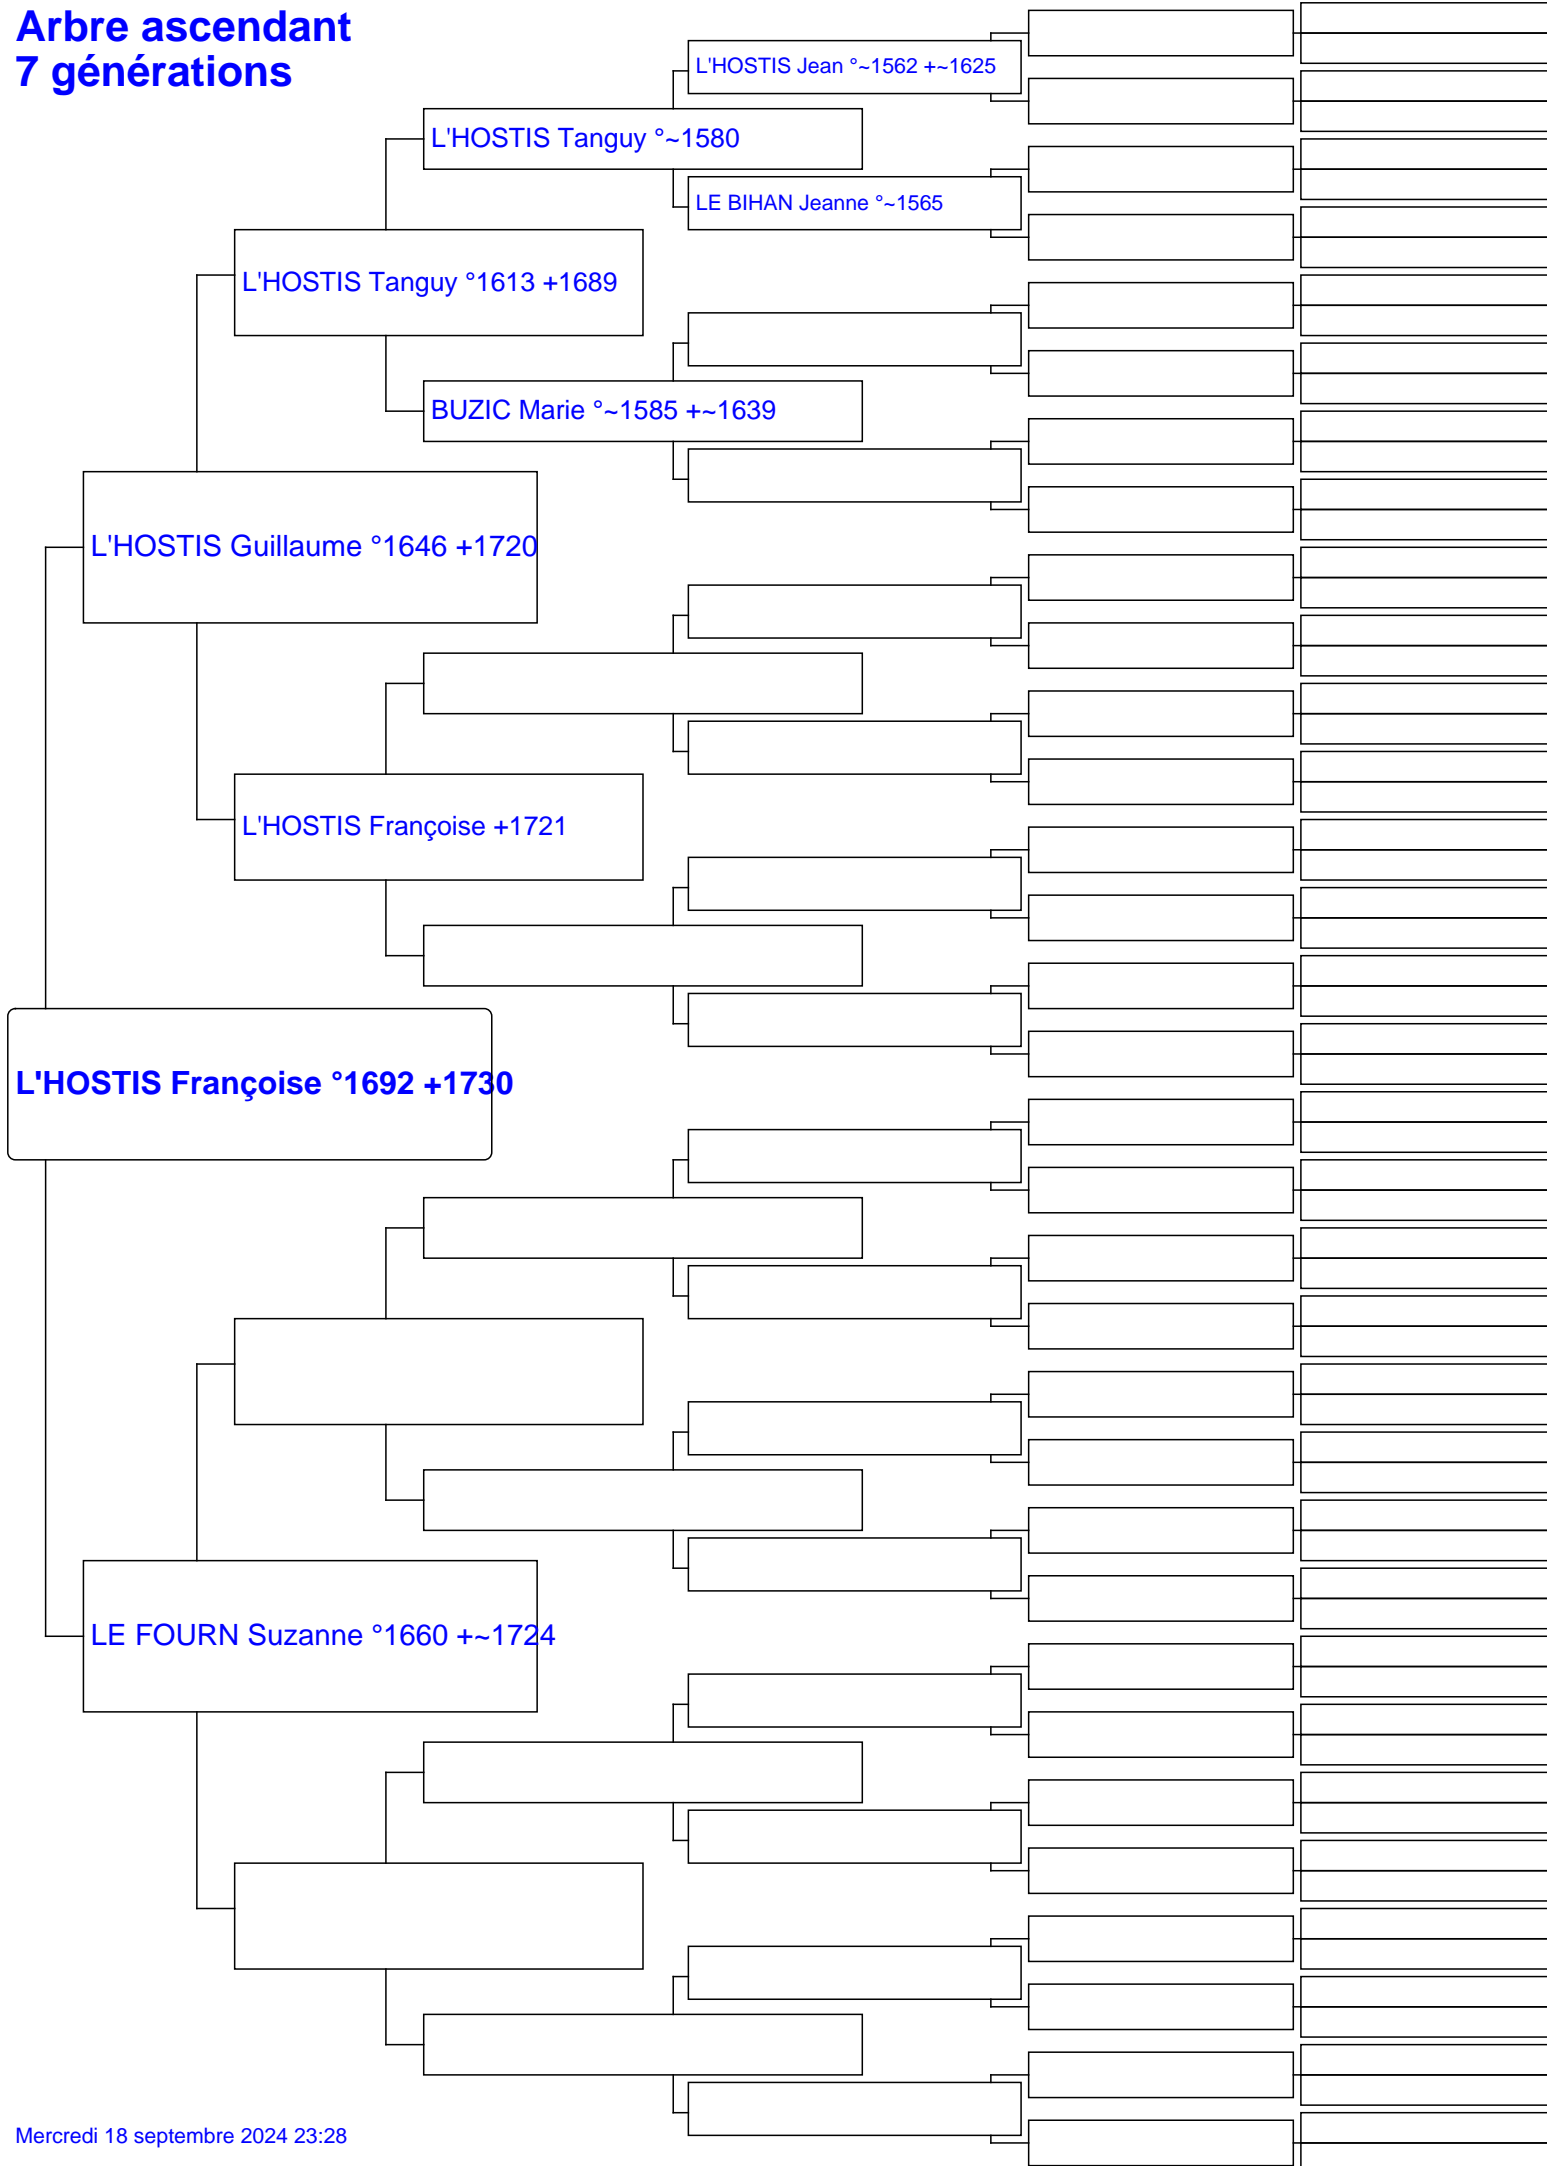 Arbre ascendant
7 générations
L'HOSTIS Jean °~1562 +~1625
L'HOSTIS Tanguy °~1580
LE BIHAN Jeanne °~1565
L'HOSTIS Tanguy °1613 +1689
BUZIC Marie °~1585 +~1639
L'HOSTIS Guillaume °1646 +1720
L'HOSTIS Françoise +1721
L'HOSTIS Françoise °1692 +1730
LE FOURN Suzanne °1660 +~1724
Mercredi 18 septembre 2024 23:28